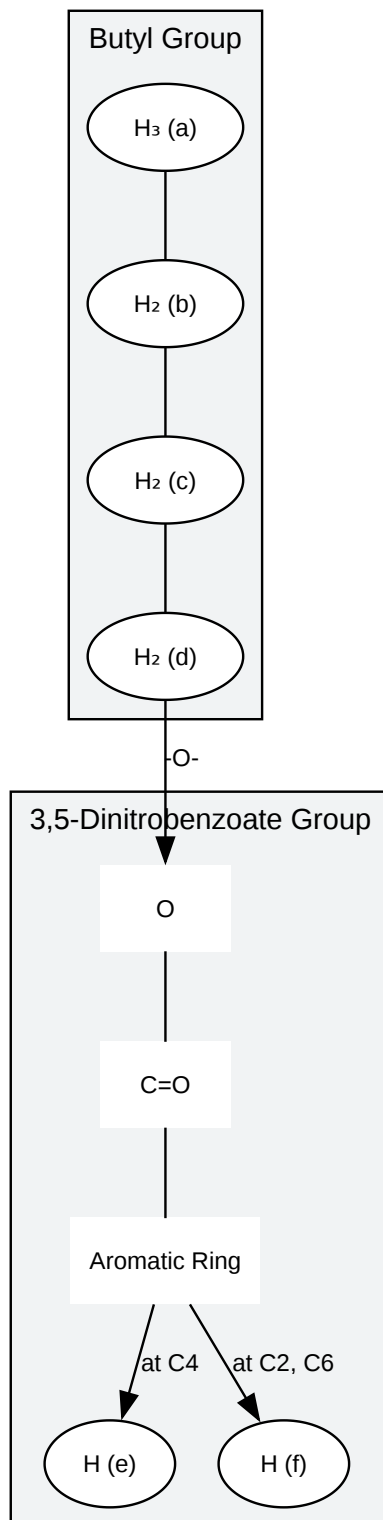 Butyl Group
H₃ (a)
H₂ (b)
H₂ (c)
H₂ (d)
-O-
3,5-Dinitrobenzoate Group
O
C=O
Aromatic Ring
at C4
at C2, C6
H (e)
H (f)